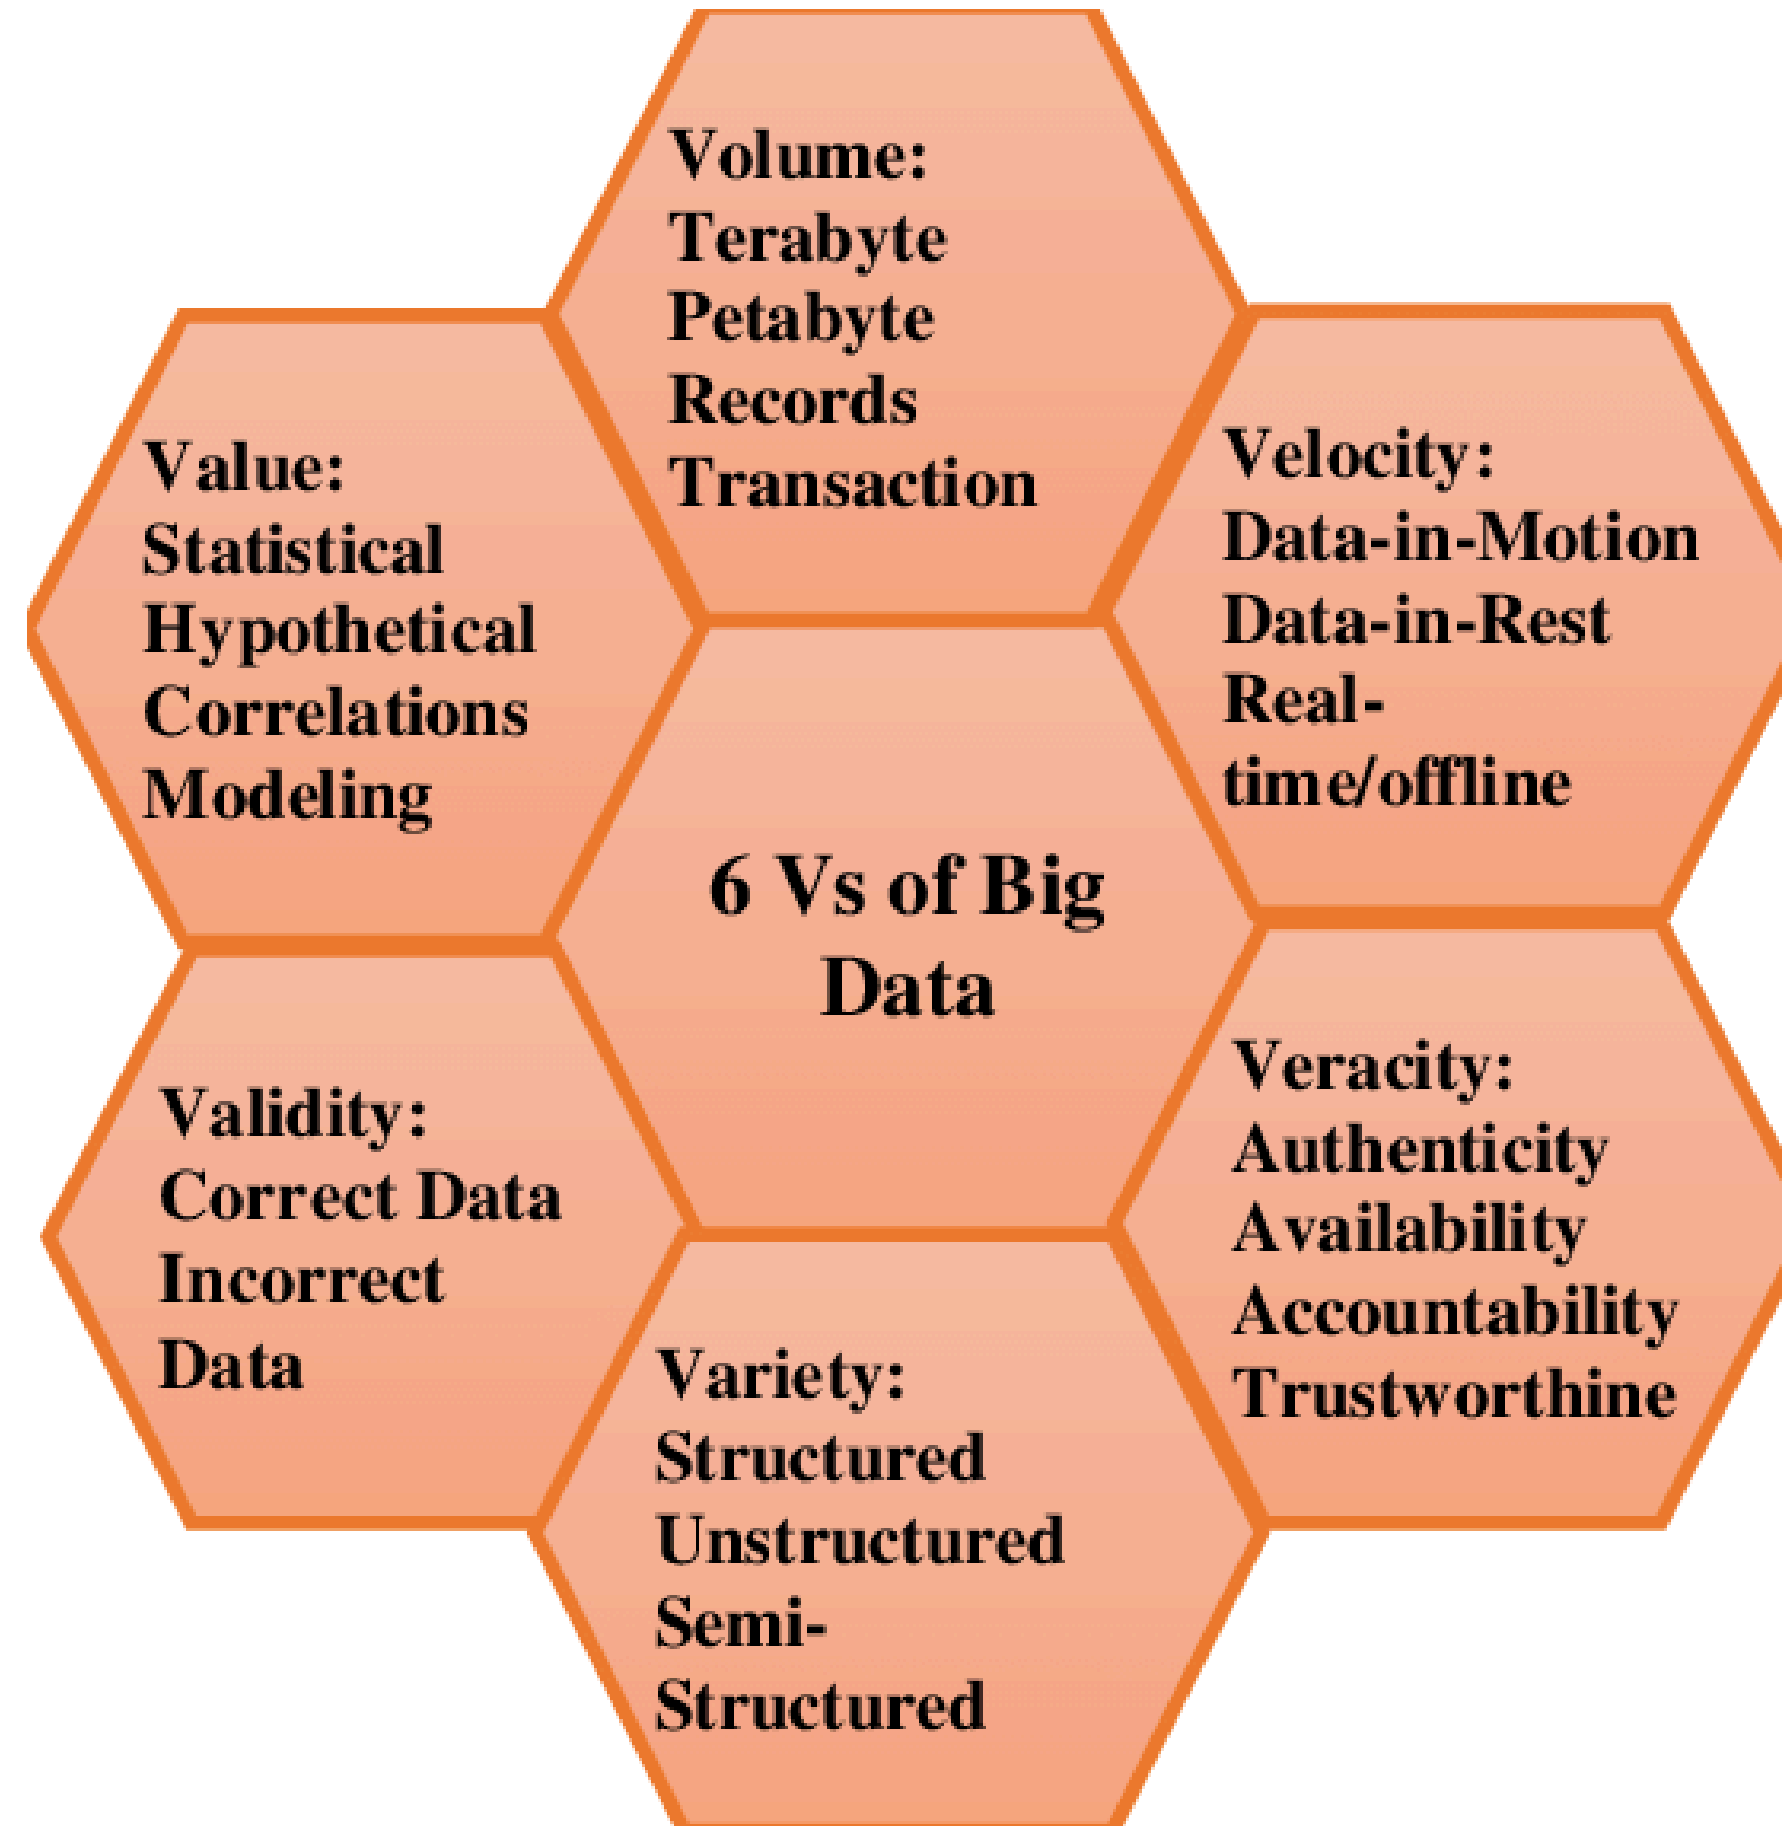 Volume:
Terabyte
Petabyte
Records
Transaction
Value:
Statistical
Hypothetical
Correlations
Modeling
Velocity:
Data-in-Motion
Data-in-Rest
Real-
time/offline
6 Vs of Big
Data
Validity:
Correct Data
Incorrect
Data
Veracity:
Authenticity
Availability
Accountability
Trustworthine
Variety:
Structured
Unstructured
Semi-
Structured